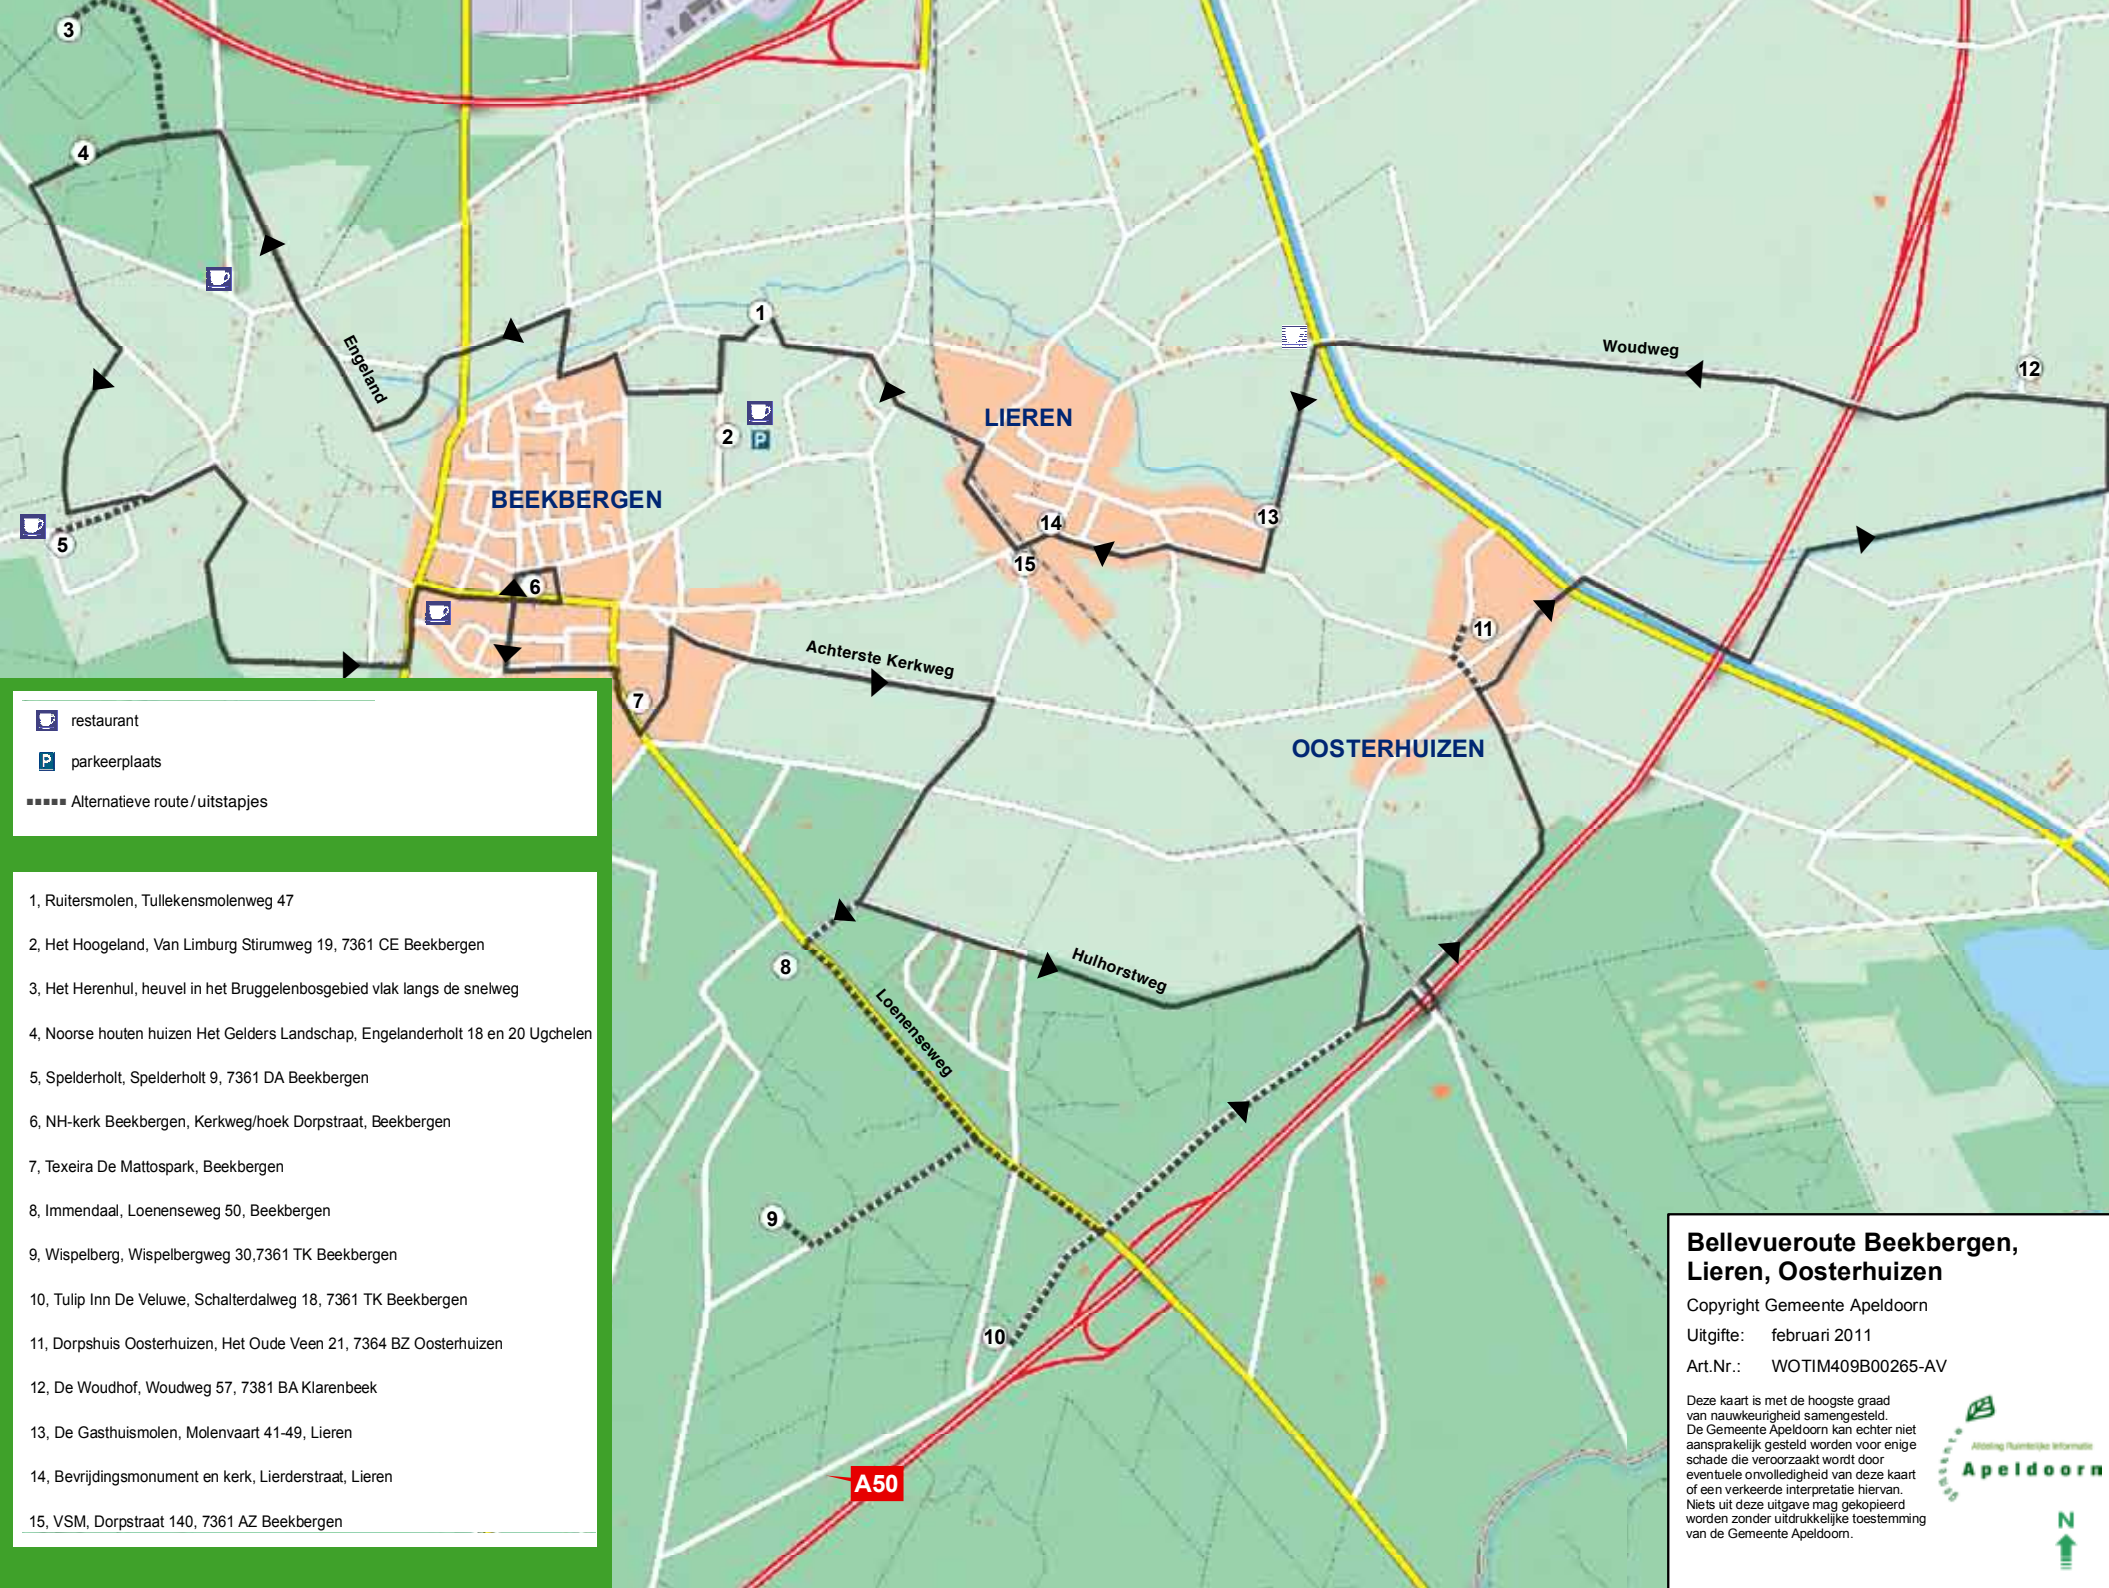 3
4
Engeland
1
2
P
BEEKBERGEN
LIEREN
Woudweg
12
5
6
14
13
15
11
Achterste Kerkweg
7
OOSTERHUIZEN
8
Hulhorstweg
Loenenseweg
9
10
A50
restaurant
P parkeerplaats
Alternatieve route/uitstapjes
1, Ruitersmolen, Tullekensmolenweg 47
2, Het Hoogeland, Van Limburg Stirumweg 19, 7361 CE Beekbergen
3, Het Herenhul, heuvel in het Bruggelenbosgebied vlak langs de snelweg
4, Noorse houten huizen Het Gelders Landschap, Engelanderholt 18 en 20 Ugchelen
5, Spelderholt, Spelderholt 9, 7361 DA Beekbergen
6, NH-kerk Beekbergen, Kerkweg/hoek Dorpstraat, Beekbergen
7, Texeira De Mattospark, Beekbergen
8, Immendaal, Loenenseweg 50, Beekbergen
9, Wispelberg, Wispelbergweg 30,7361 TK Beekbergen
10, Tulip Inn De Veluwe, Schalterdalweg 18, 7361 TK Beekbergen
11, Dorpshuis Oosterhuizen, Het Oude Veen 21, 7364 BZ Oosterhuizen
12, De Woudhof, Woudweg 57, 7381 BA Klarenbeek
13, De Gasthuismolen, Molenvaart 41-49, Lieren
14, Bevrijdingsmonument en kerk, Lierderstraat, Lieren
15, VSM, Dorpstraat 140, 7361 AZ Beekbergen
Bellevueroute Beekbergen,
Lieren, Oosterhuizen
Copyright Gemeente Apeldoorn
Uitgifte: februari 2011
Art.Nr.: WOTIM409B00265-AV
Deze kaart is met de hoogste graad
van nauwkeurigheid samengesteld.
De Gemeente Apeldoorn kan echter niet
aansprakelijk gesteld worden voor enige
schade die veroorzaakt wordt door
eventuele onvolledigheid van deze kaart
of een verkeerde interpretatie hiervan.
Niets uit deze uitgave mag gekopieerd
worden zonder uitdrukkelijke toestemming
van de Gemeente Apeldoorn.
Gemeente
Afdeling Ruimtelijke Informatie
Apeldoorn
N